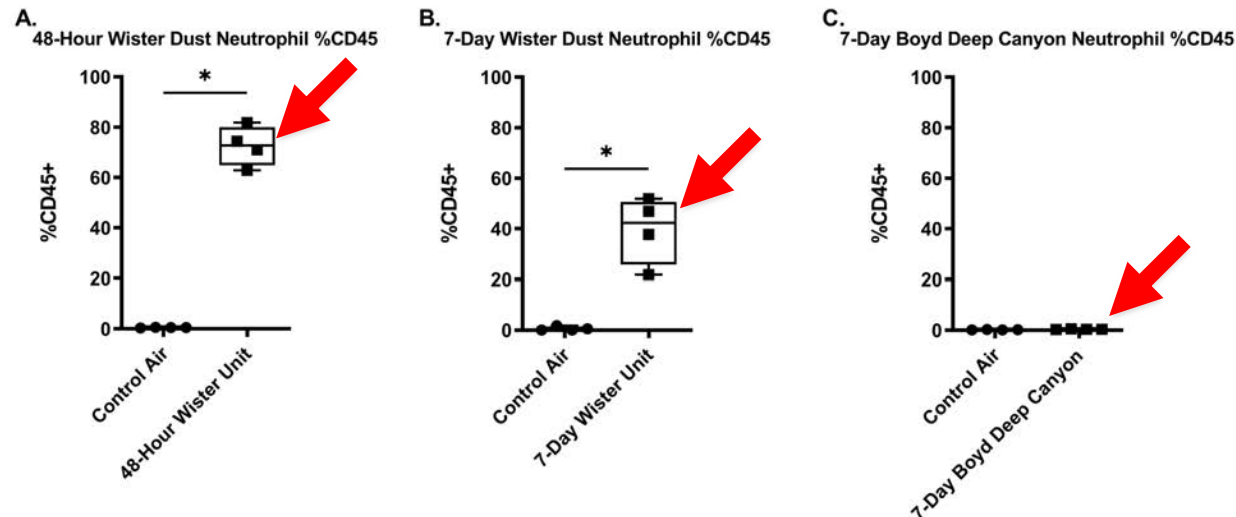 A.
48-Hour Wister Dust Neutrophil %CD45
100
80
60
40
20
0
%CD45+
*
Control Air
48-Hour Wister Unit
B.
7-Day Wister Dust Neutrophil %CD45
100
80
60
40
20
0
%CD45+
*
Control Air
7-Day Wister Unit
C.
7-Day Boyd Deep Canyon Neutrophil %CD45
100
80
60
40
20
0
%CD45+
Control Air
7-Day Boyd Deep Canyon